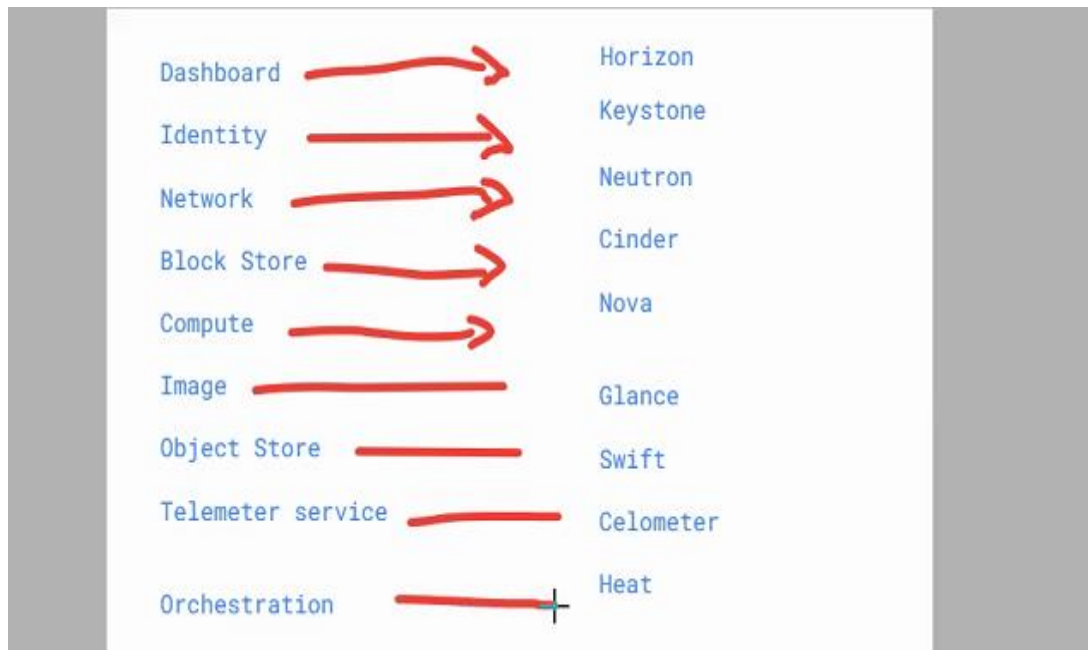 Dashboard Horizon
Identity Keystone
Network Neutron
Block Store Cinder
Compute Nova
Image Glance
Object Store Swift
Telemeter service Celometer
Orchestration Heat